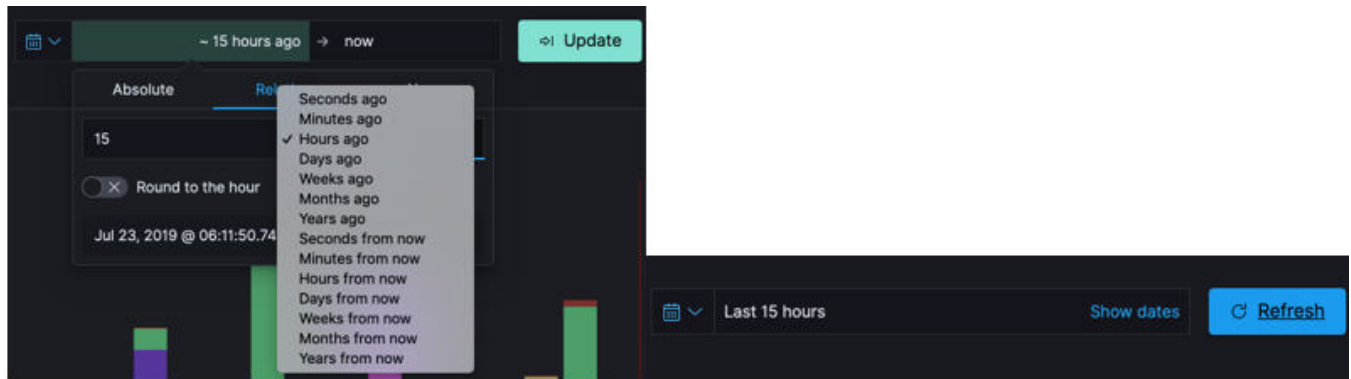 ~ 15 hours ago → now
Update
Absolute
15
Seconds ago
Minutes ago
✓ Hours ago
Days ago
Weeks ago
Months ago
Years ago
Seconds from now
Minutes from now
Hours from now
Days from now
Weeks from now
Months from now
Years from now
Round to the hour
Jul 23, 2019 @ 06:11:50.74
Last 15 hours
Show dates
Refresh